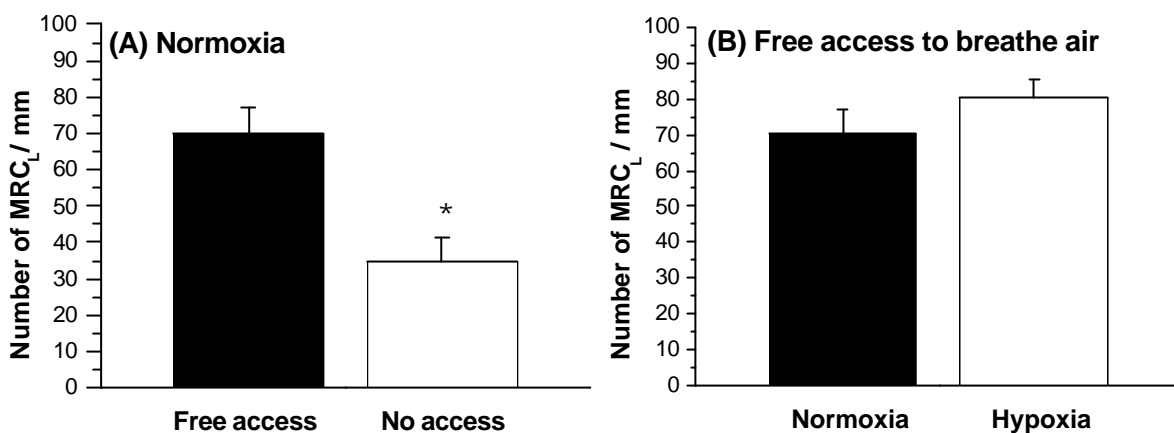 (A) Normoxia
Number of MRC_L/ mm
100
90
80
70
60
50
40
30
20
10
0
*
Free access
No access
(B) Free access to breathe air
Number of MRC_L / mm
100
90
80
70
60
50
40
30
20
10
0
Normoxia
Hypoxia